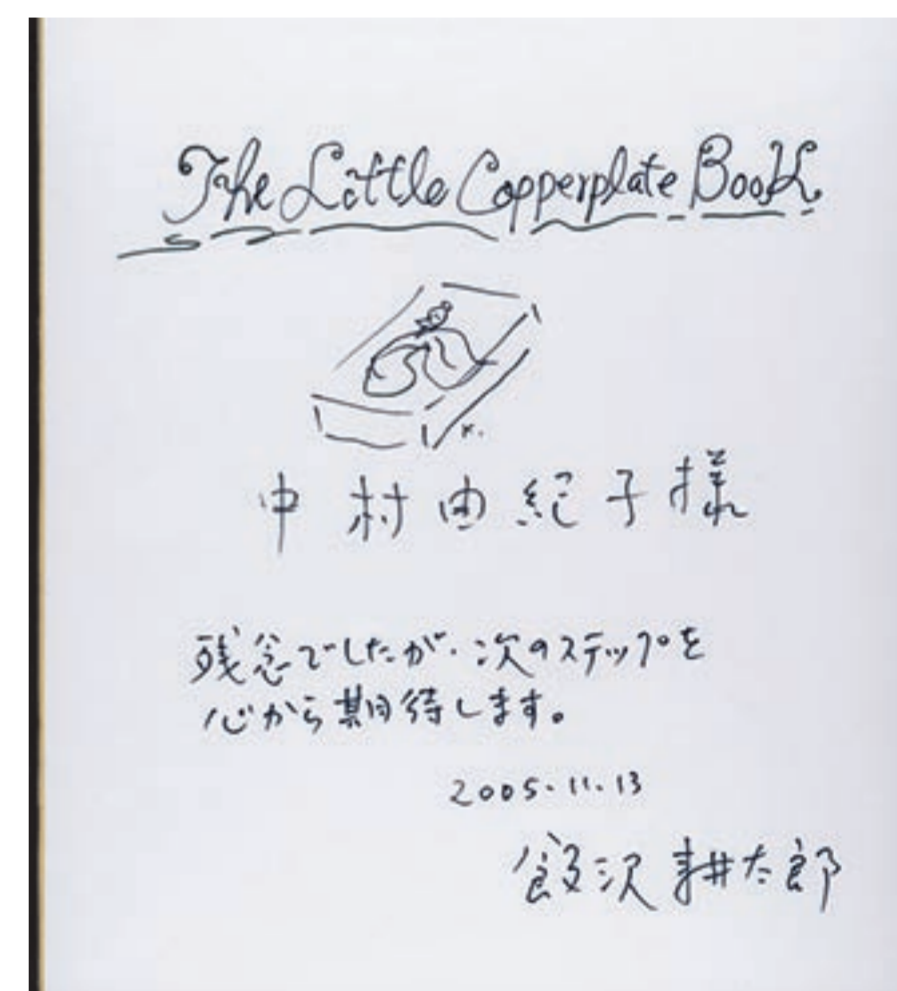 The Little Copperplate Book
K.
中村由紀子様
残念でしたが、次のステップを
心から期待します。
2005.11.13
飯沢耕太郎